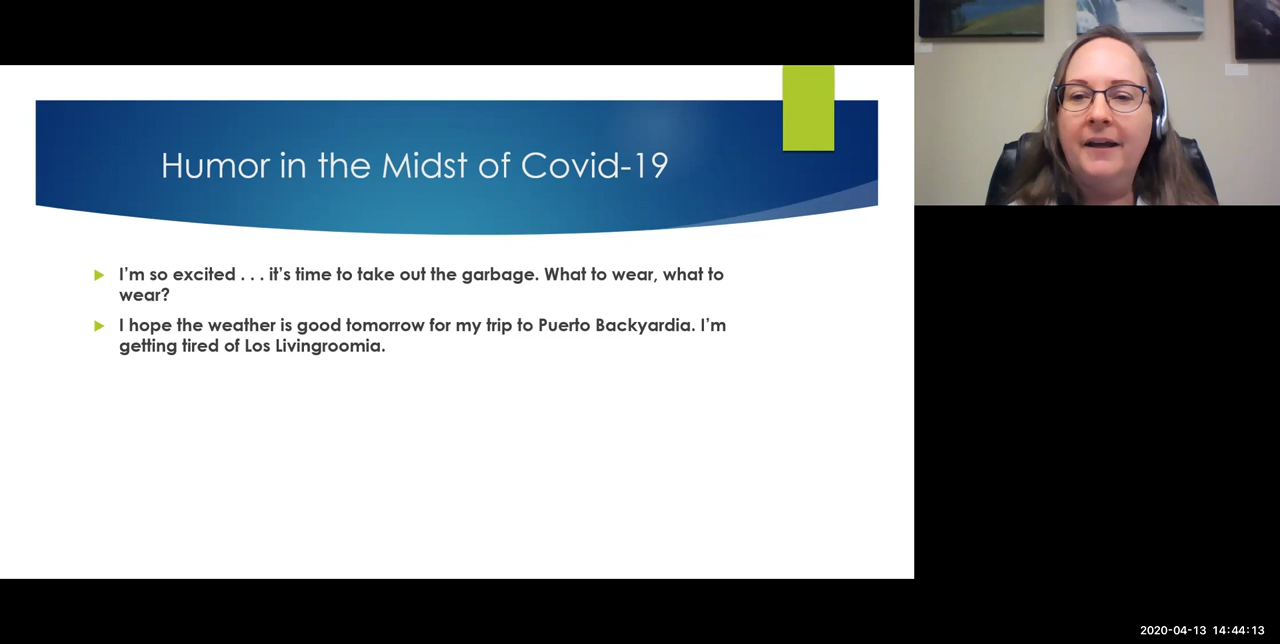 Humor in the Midst of Covid-19
I'm so excited . . . it's time to take out the garbage. What to wear, what to
wear?
I hope the weather is good tomorrow for my trip to Puerto Backyardia. I'm
getting tired of Los Livingroomia.
2020-04-13 14:44:13